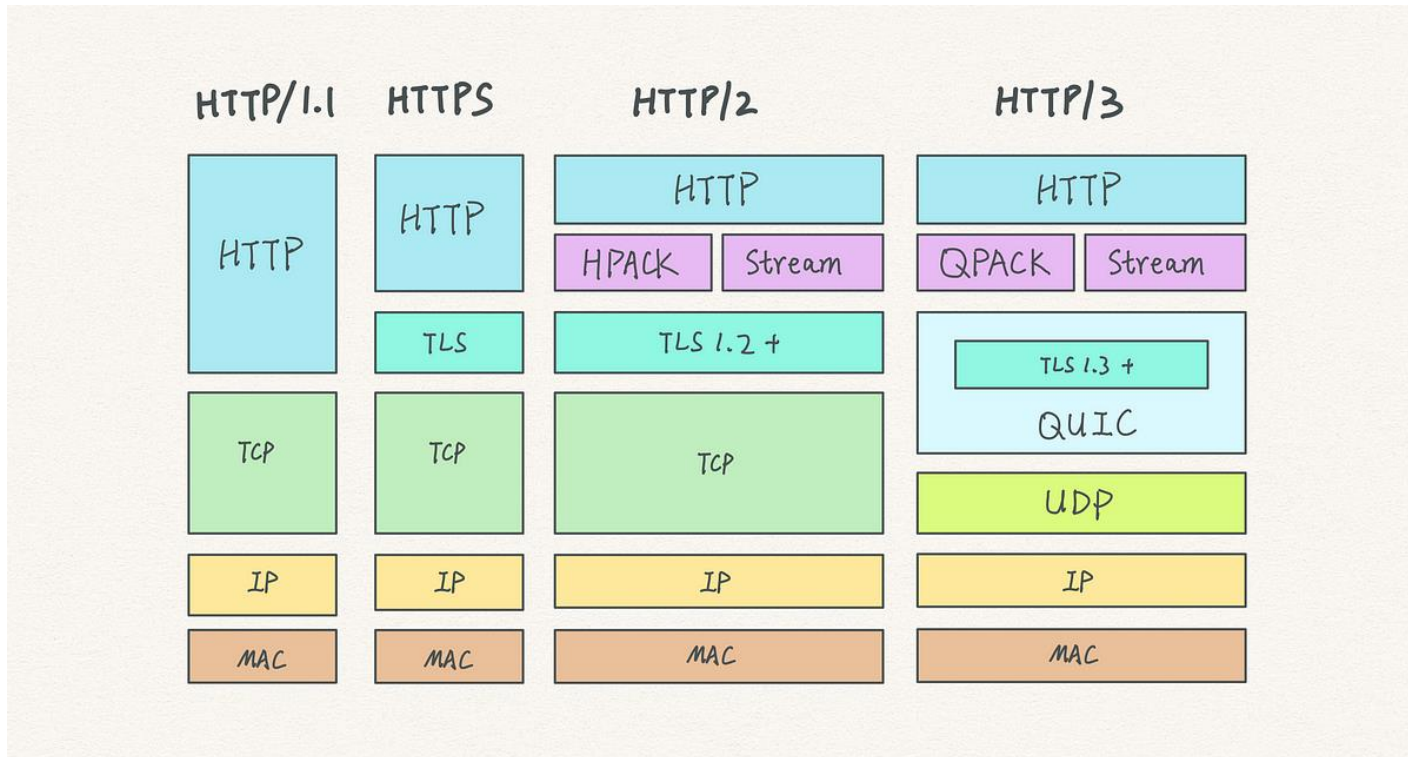 HTTP/1.1 HTTPS HTTP/2 HTTP/3
HTTP HTTP HTTP HTTP
HPACK Stream QPACK Stream
TLS TLS 1.2 + TLS 1.3 +
QUIC
TCP TCP TCP
UDP
IP IP IP IP
MAC MAC MAC MAC